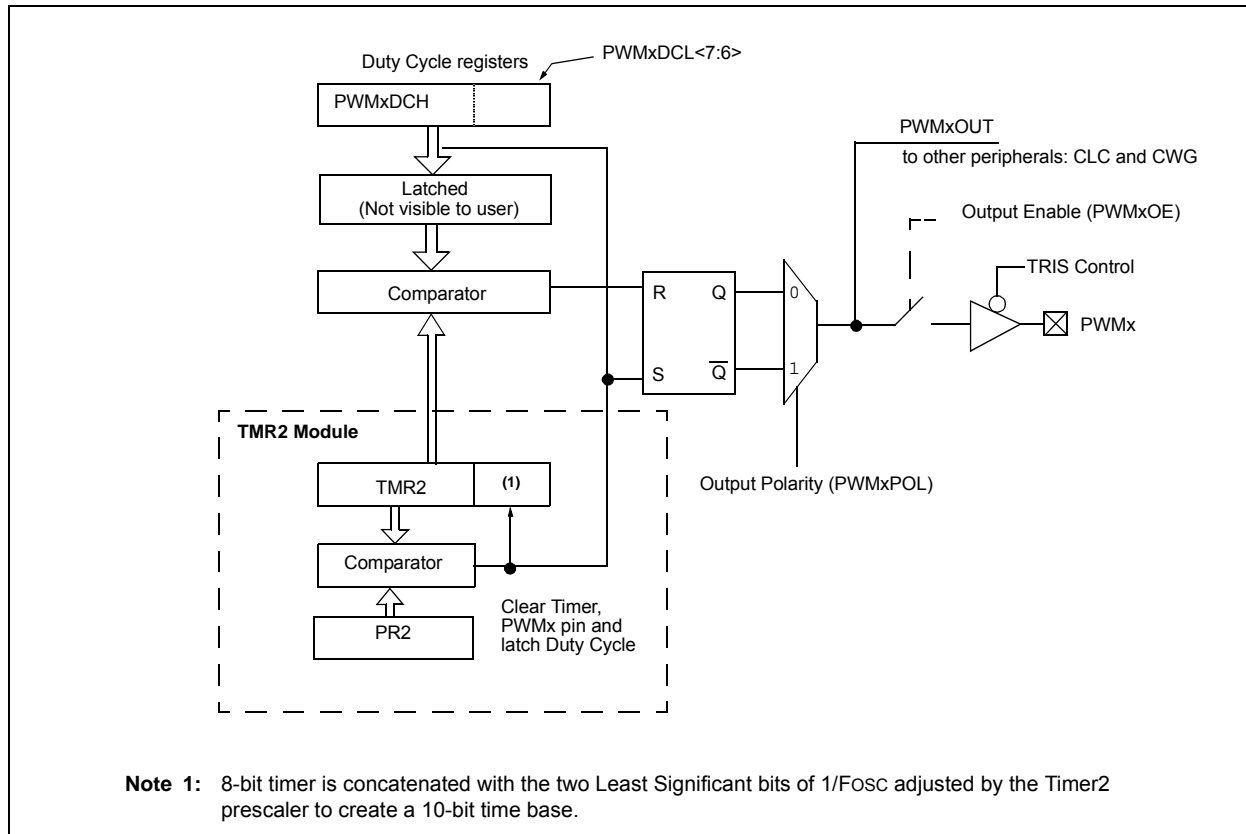 Duty Cycle registers
PWMxDCL<7:6>
PWMxDCH
Latched
(Not visible to user)
Comparator
R
Q
S
Q̅
0
1
PWMxOUT
to other peripherals: CLC and CWG
Output Enable (PWMxOE)
TRIS Control
PWMx
Output Polarity (PWMxPOL)
TMR2 Module
TMR2
(1)
Comparator
PR2
Clear Timer,
PWMx pin and
latch Duty Cycle
Note 1: 8-bit timer is concatenated with the two Least Significant bits of 1/FOSC adjusted by the Timer2
prescaler to create a 10-bit time base.